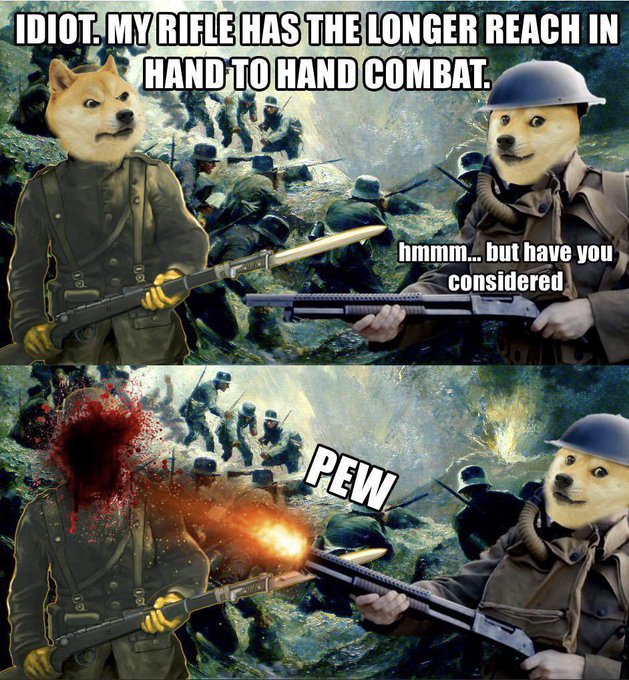 IDIOT. MY RIFLE HAS THE LONGER REACH IN
HAND TO HAND COMBAT.
hmmm... but have you
considered
PEW